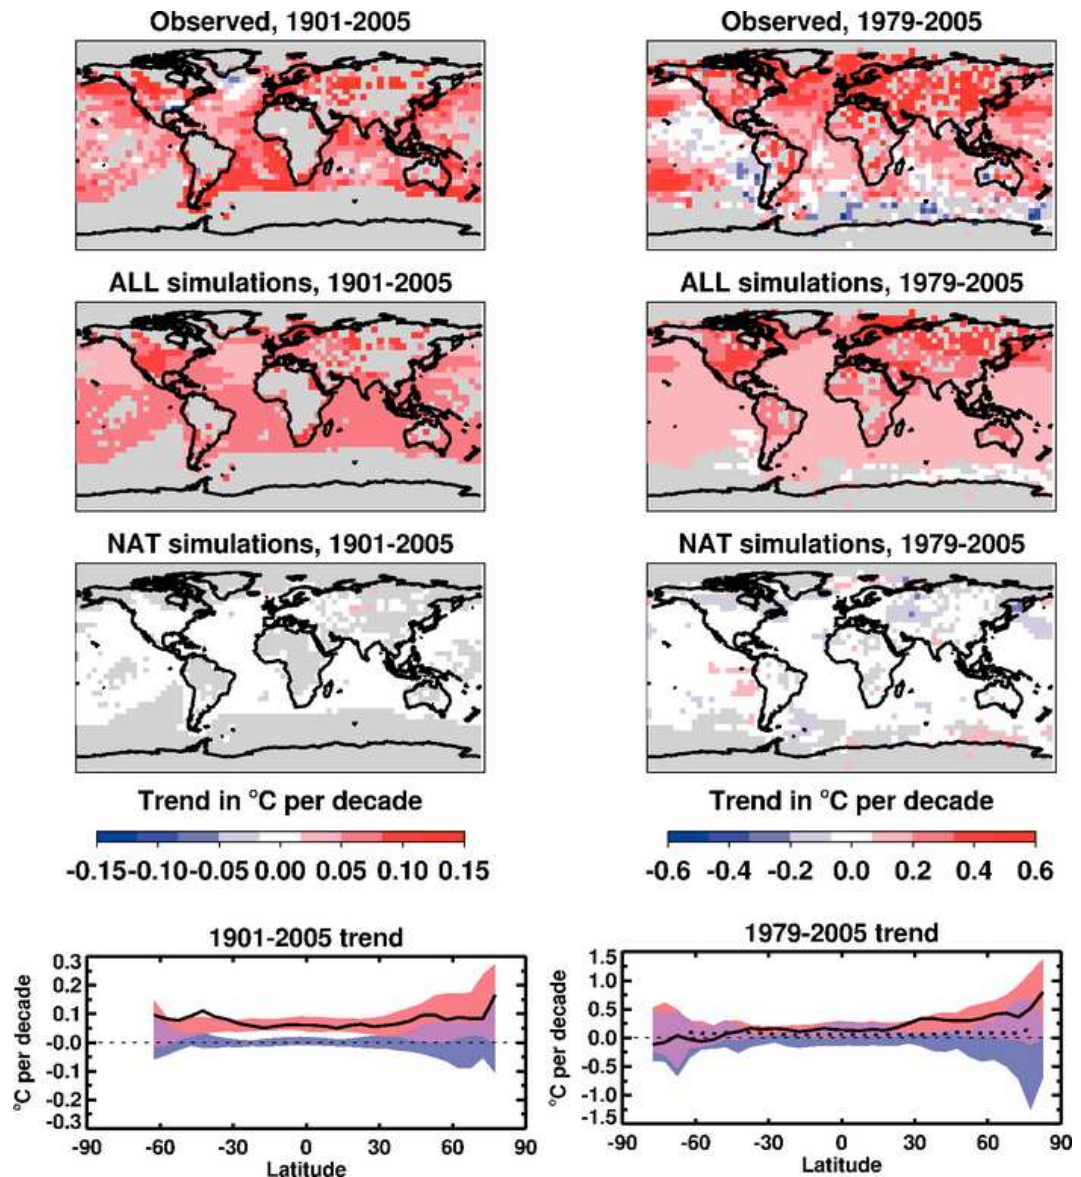 Observed, 1901-2005
Observed, 1979-2005
ALL simulations, 1901-2005
ALL simulations, 1979-2005
NAT simulations, 1901-2005
NAT simulations, 1979-2005
Trend in °C per decade
-0.15 -0.10 -0.05 0.00 0.05 0.10 0.15
Trend in °C per decade
-0.6 -0.4 -0.2 0.0 0.2 0.4 0.6
1901-2005 trend
°C per decade
0.3
0.2
0.1
-0.0
-0.1
-0.2
-0.3
-90 -60 -30 0 30 60 90
Latitude
1979-2005 trend
°C per decade
1.5
1.0
0.5
0.0
-0.5
-1.0
-1.5
-90 -60 -30 0 30 60 90
Latitude